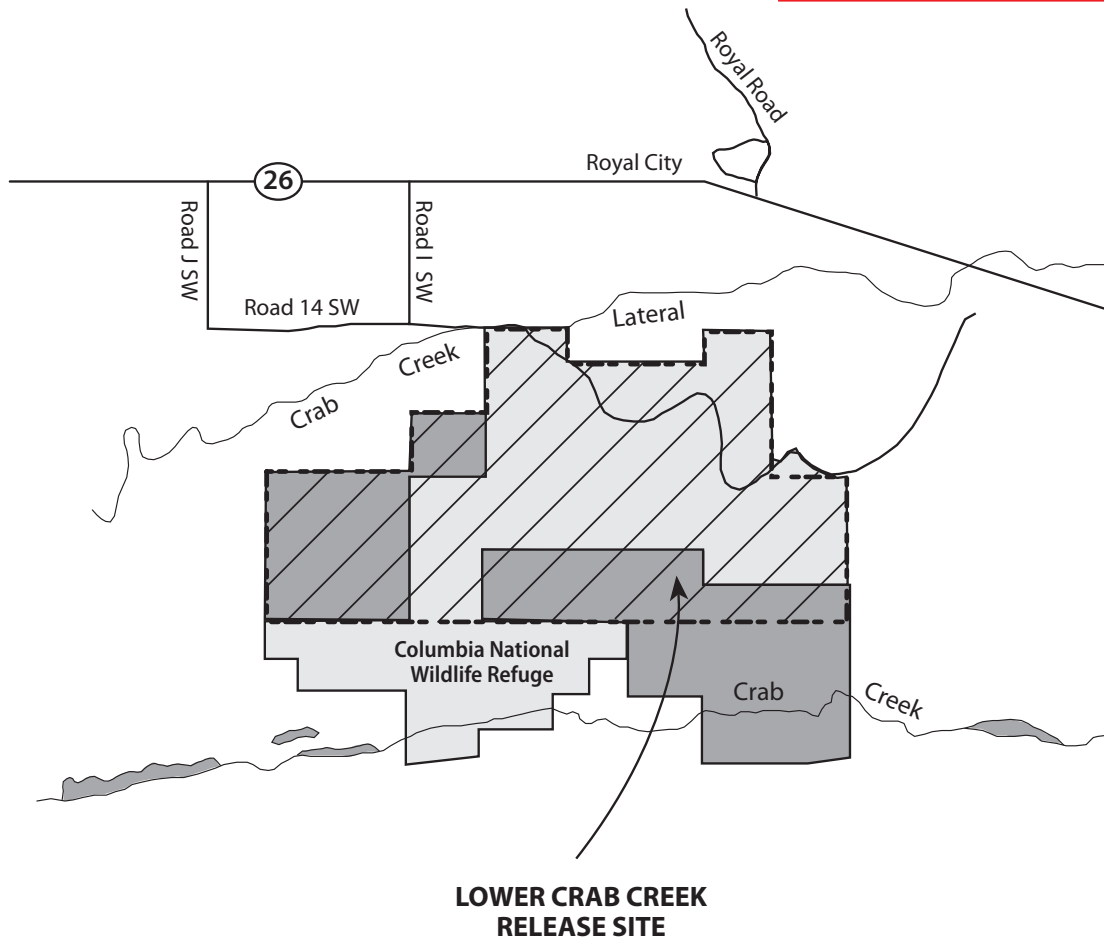 Royal Road
Royal City
26
Road J SW
Road I SW
Road 14 SW
Lateral
Creek
Crab
Columbia National
Wildlife Refuge
Crab
Creek
LOWER CRAB CREEK
RELEASE SITE